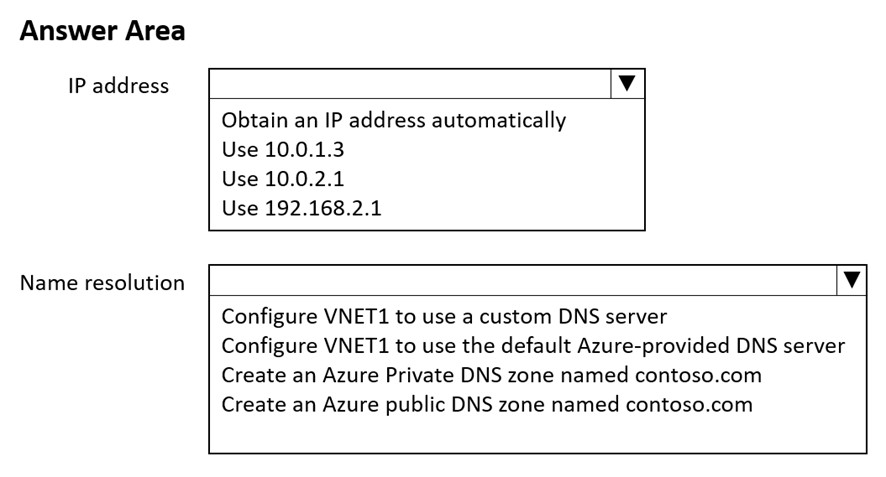 Answer Area
IP address
Obtain an IP address automatically
Use 10.0.1.3
Use 10.0.2.1
Use 192.168.2.1
Name resolution
Configure VNET1 to use a custom DNS server
Configure VNET1 to use the default Azure-provided DNS server
Create an Azure Private DNS zone named contoso.com
Create an Azure public DNS zone named contoso.com